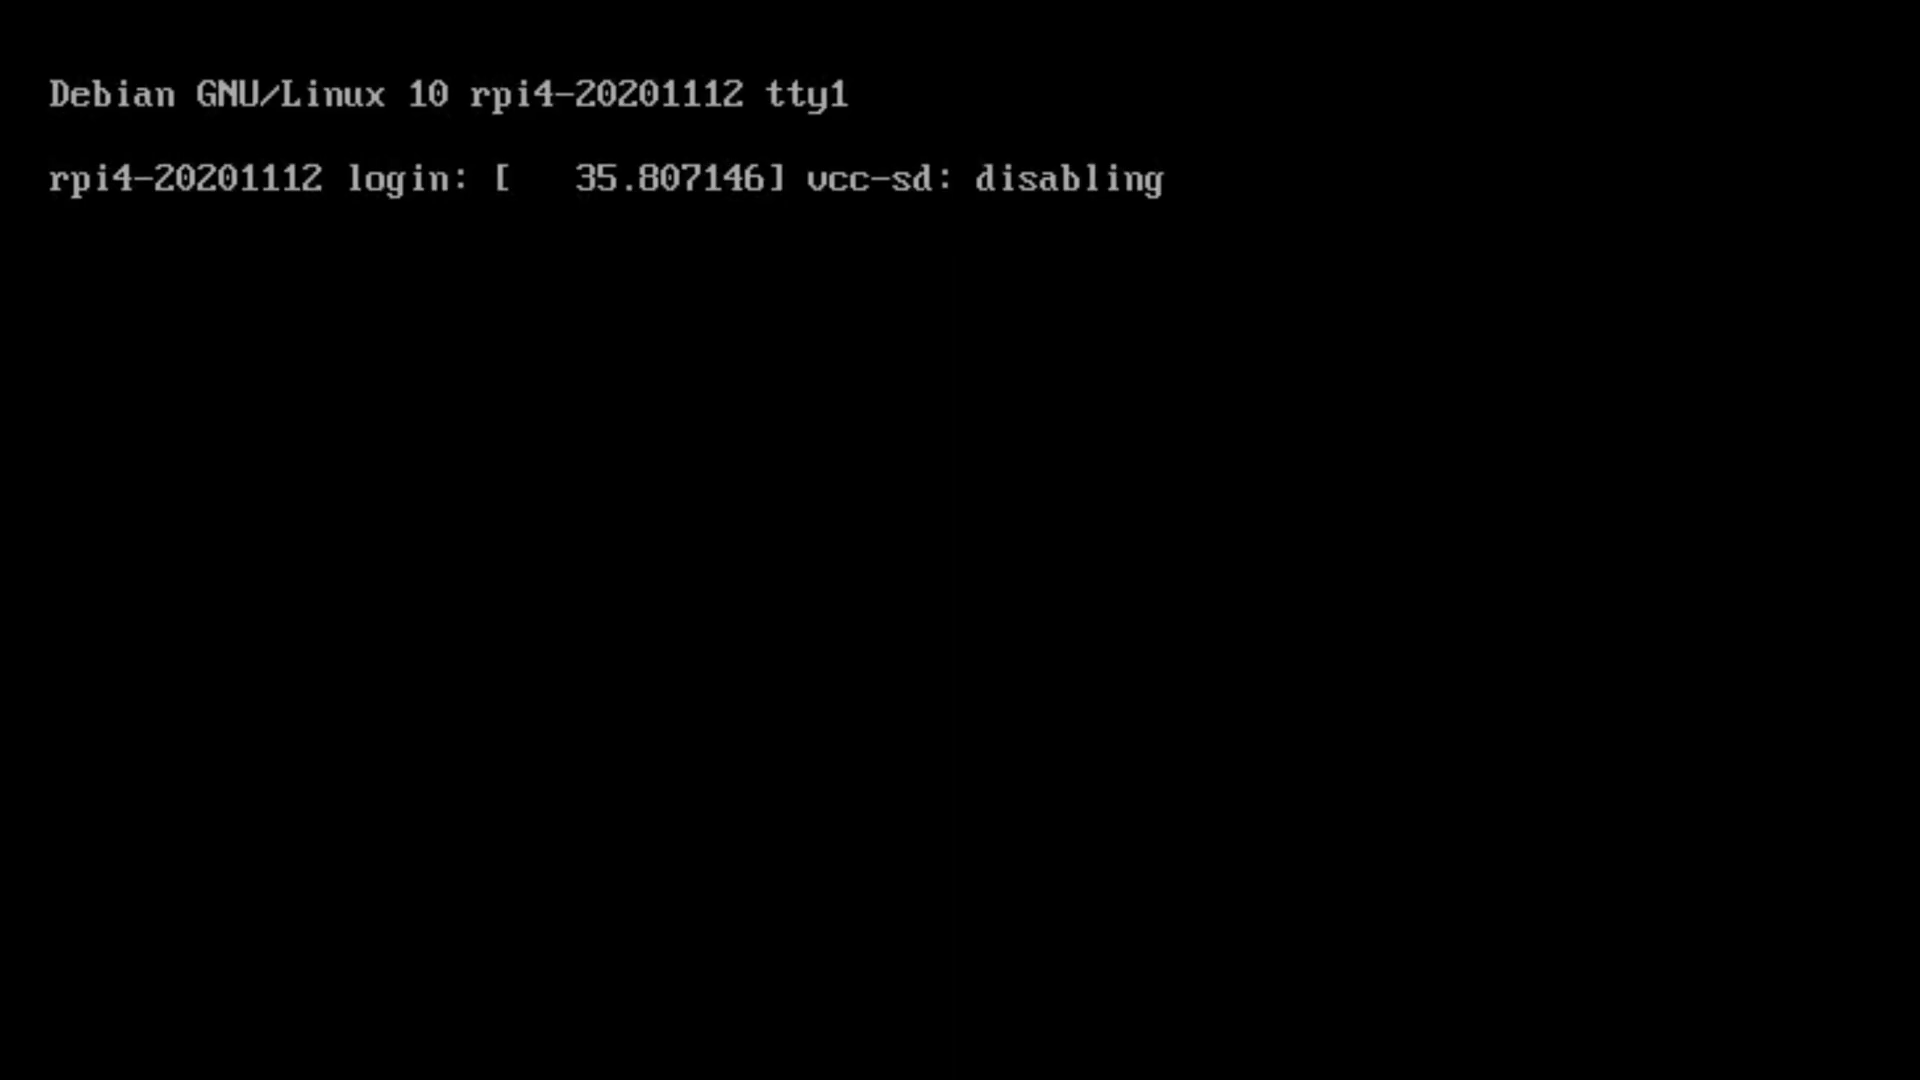 Debian GNU/Linux 10 rpi4-20201112 tty1
rpi4-20201112 login: [   35.807146] vcc-sd: disabling